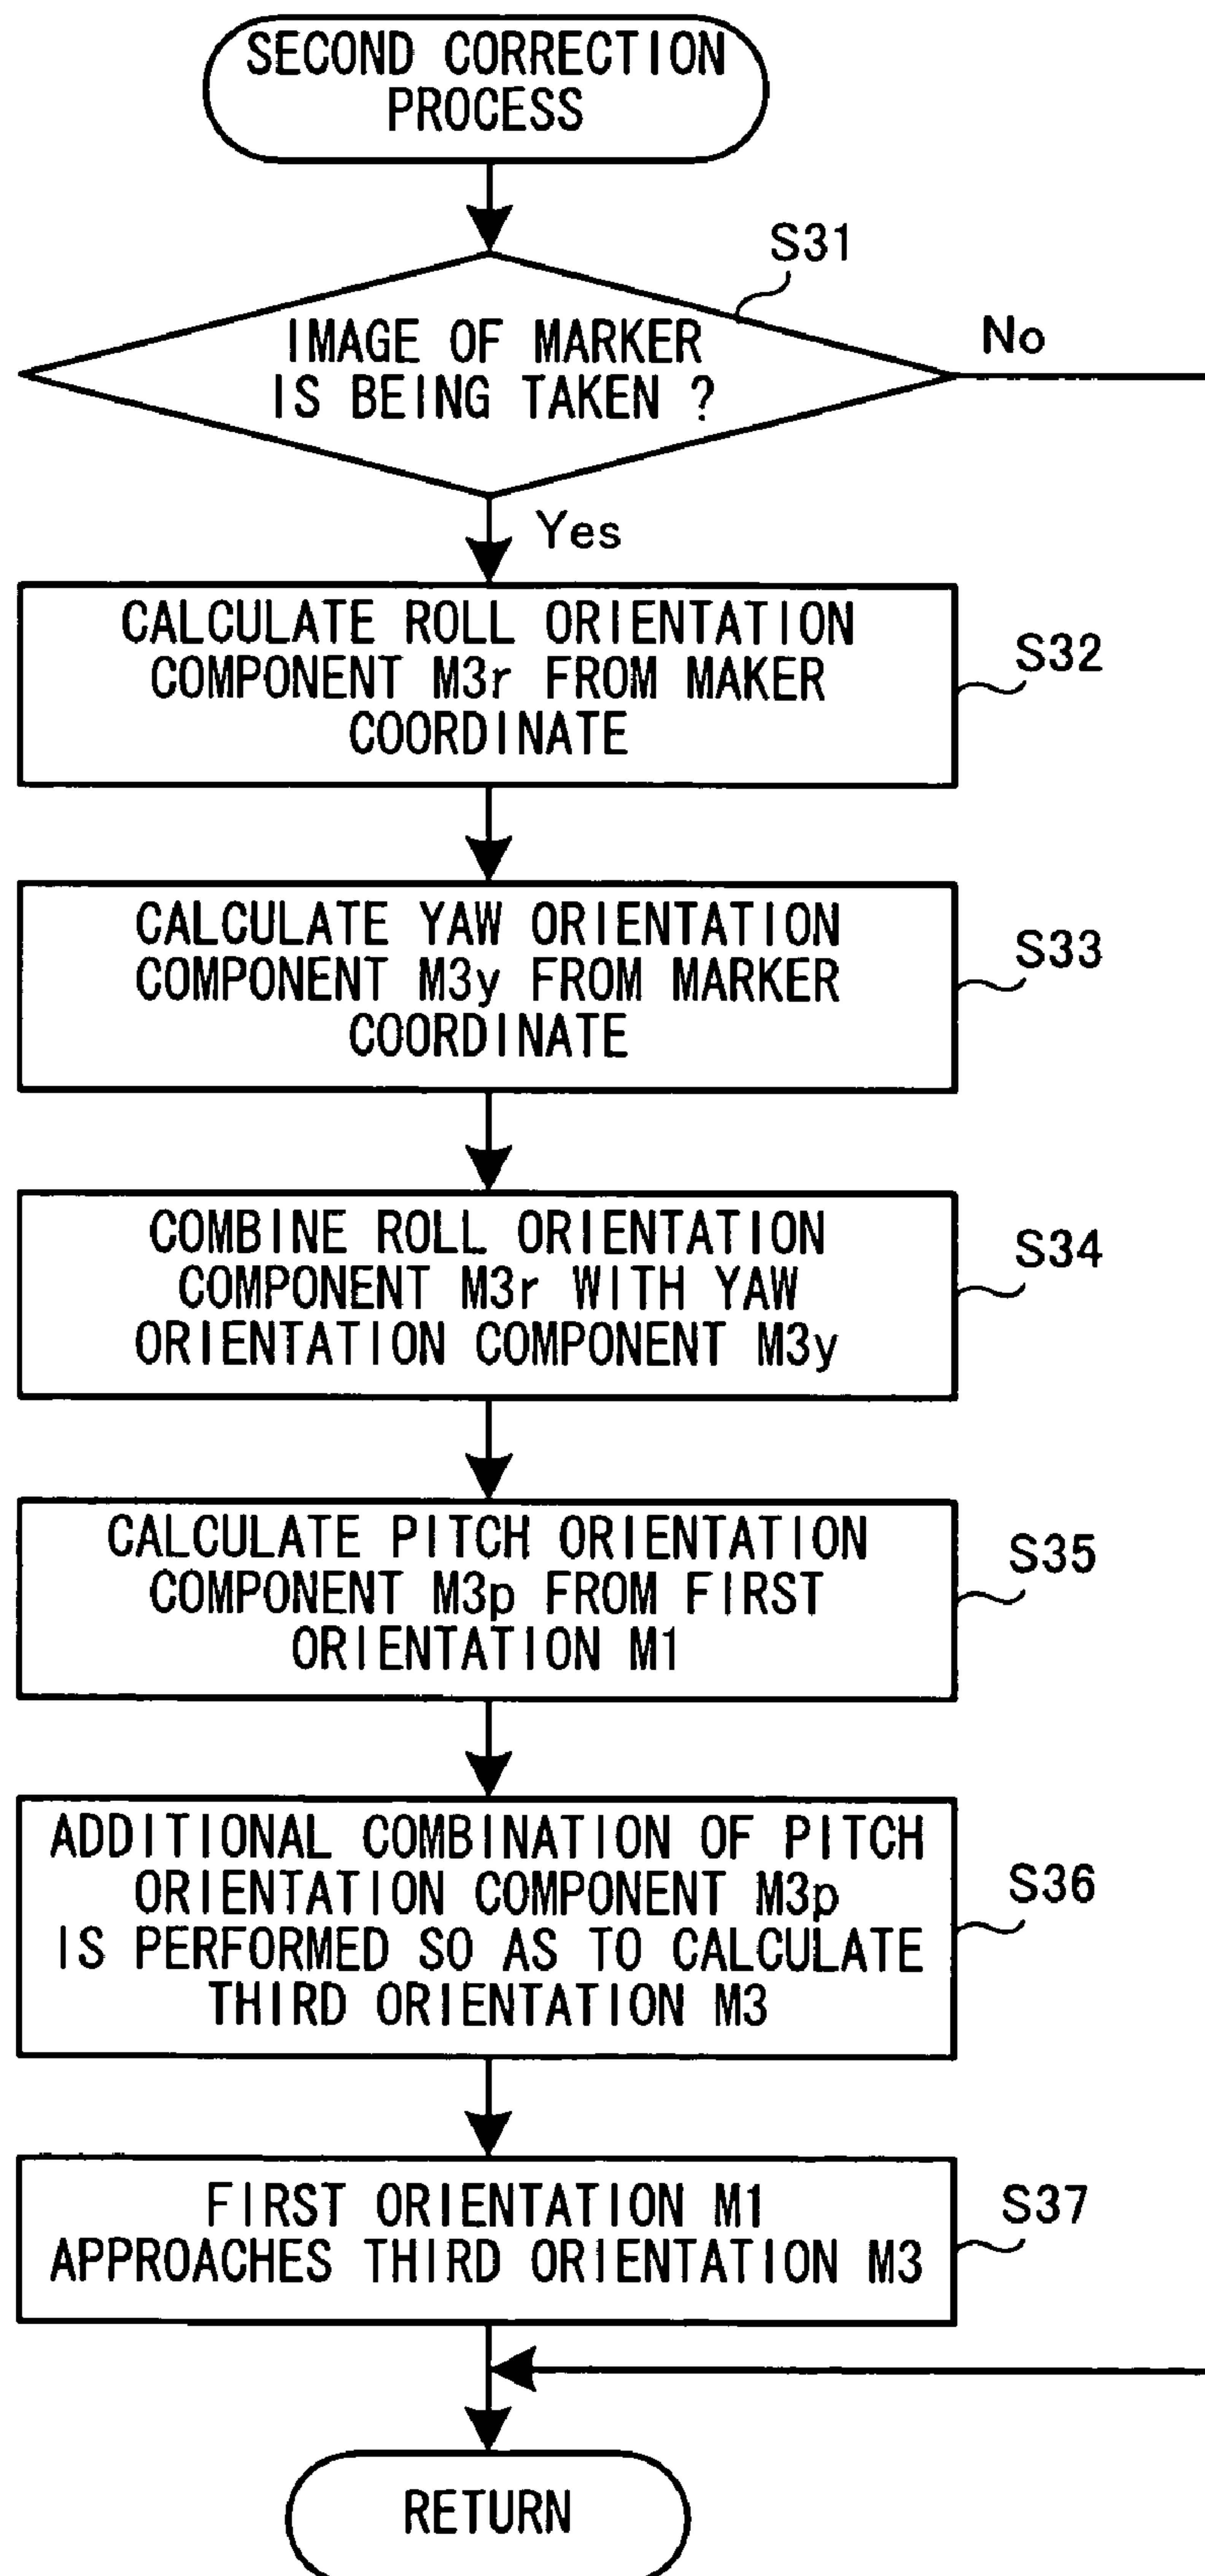 SECOND CORRECTION
PROCESS
S31
IMAGE OF MARKER
IS BEING TAKEN ?
No
Yes
CALCULATE ROLL ORIENTATION
COMPONENT M3r FROM MAKER
COORDINATE
S32
CALCULATE YAW ORIENTATION
COMPONENT M3y FROM MARKER
COORDINATE
S33
COMBINE ROLL ORIENTATION
COMPONENT M3r WITH YAW
ORIENTATION COMPONENT M3y
S34
CALCULATE PITCH ORIENTATION
COMPONENT M3p FROM FIRST
ORIENTATION M1
S35
ADDITIONAL COMBINATION OF PITCH
ORIENTATION COMPONENT M3p
IS PERFORMED SO AS TO CALCULATE
THIRD ORIENTATION M3
S36
FIRST ORIENTATION M1
APPROACHES THIRD ORIENTATION M3
S37
RETURN